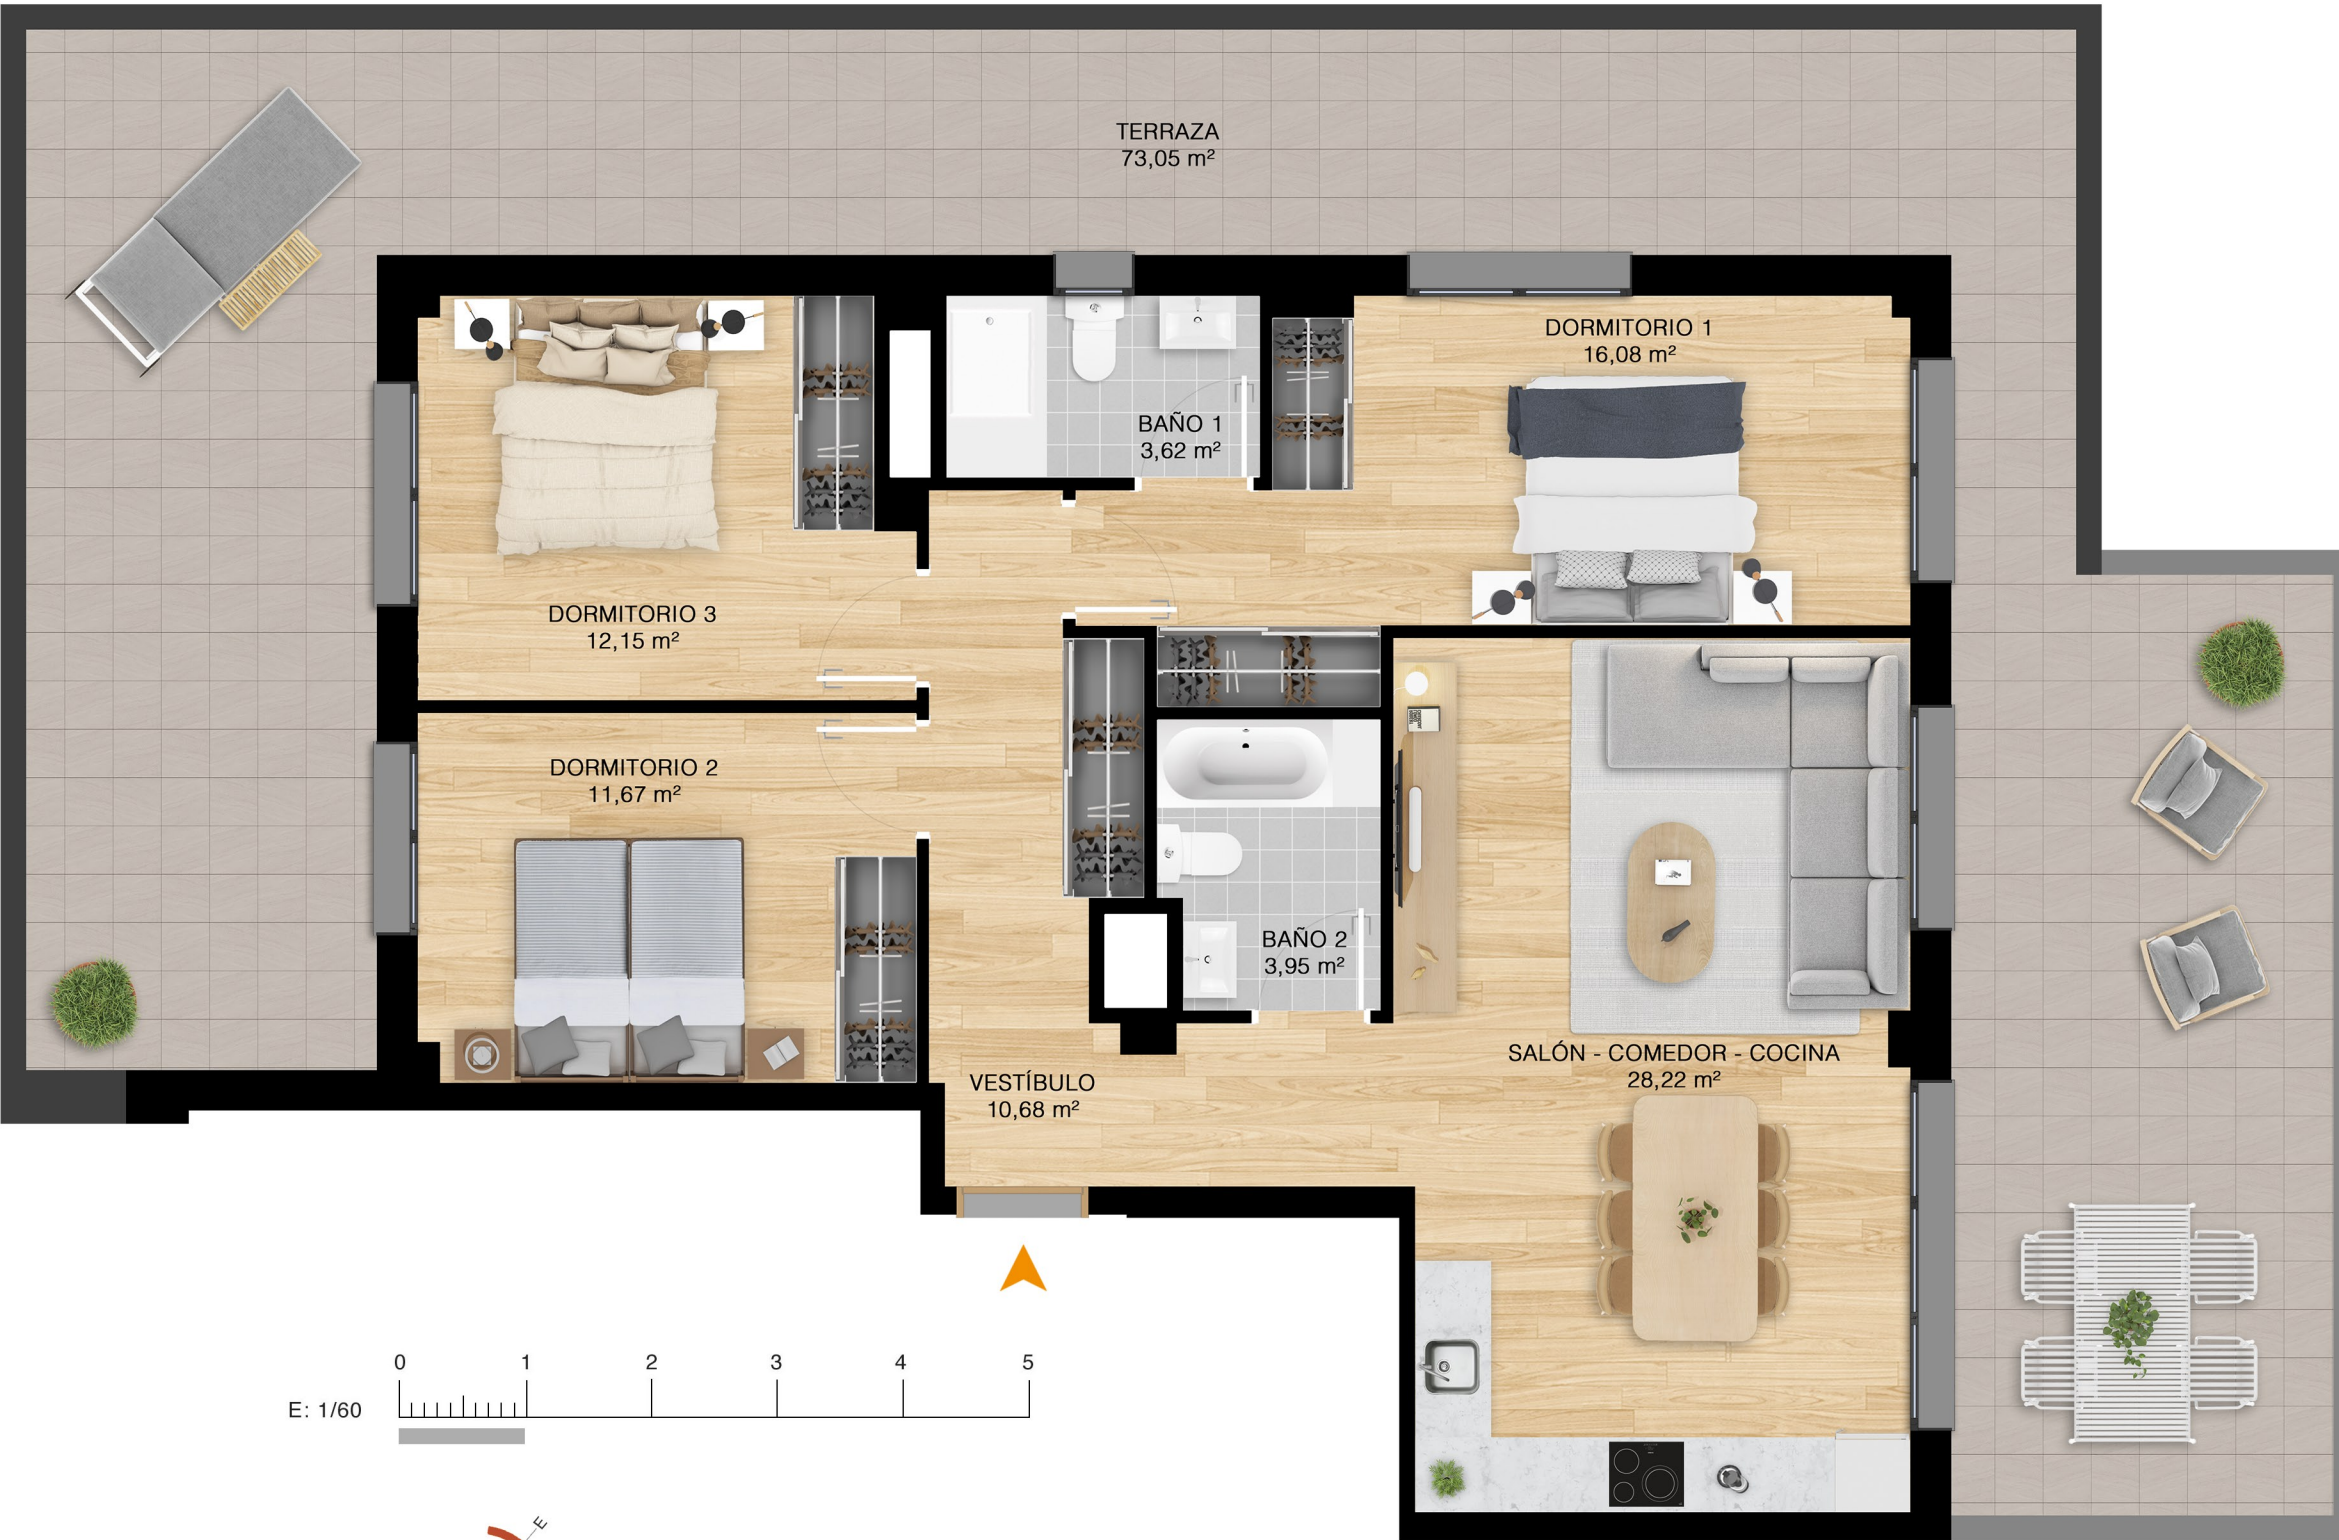 TERRAZA
73,05 m²
DORMITORIO 1
16,08 m²
BAÑO 1
3,62 m²
DORMITORIO 3
12,15 m²
DORMITORIO 2
11,67 m²
BAÑO 2
3,95 m²
SALÓN - COMEDOR - COCINA
28,22 m²
VESTÍBULO
10,68 m²
0 1 2 3 4 5
E: 1/60
E